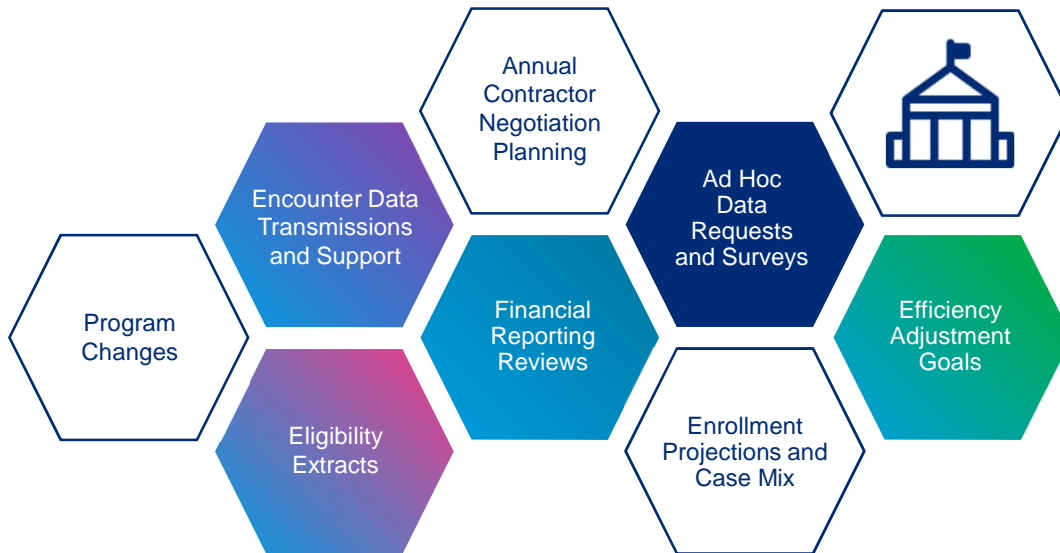 Annual
Contractor
Negotiation
Planning
Encounter Data
Transmissions
and Support
Ad Hoc
Data
Requests
and Surveys
Program
Changes
Financial
Reporting
Reviews
Efficiency
Adjustment
Goals
Eligibility
Extracts
Enrollment
Projections and
Case Mix